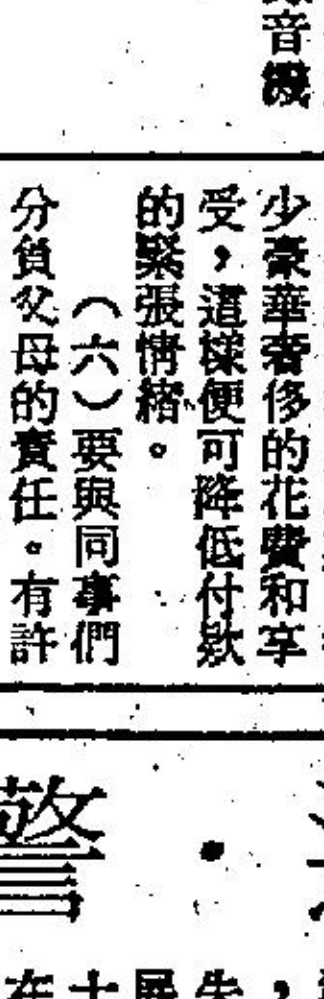 音機
少豪華奢侈的花費和享
受，這樣便可降低付款
的緊張情緒。
（六）要與同事們
分負父母的責任。有許
警